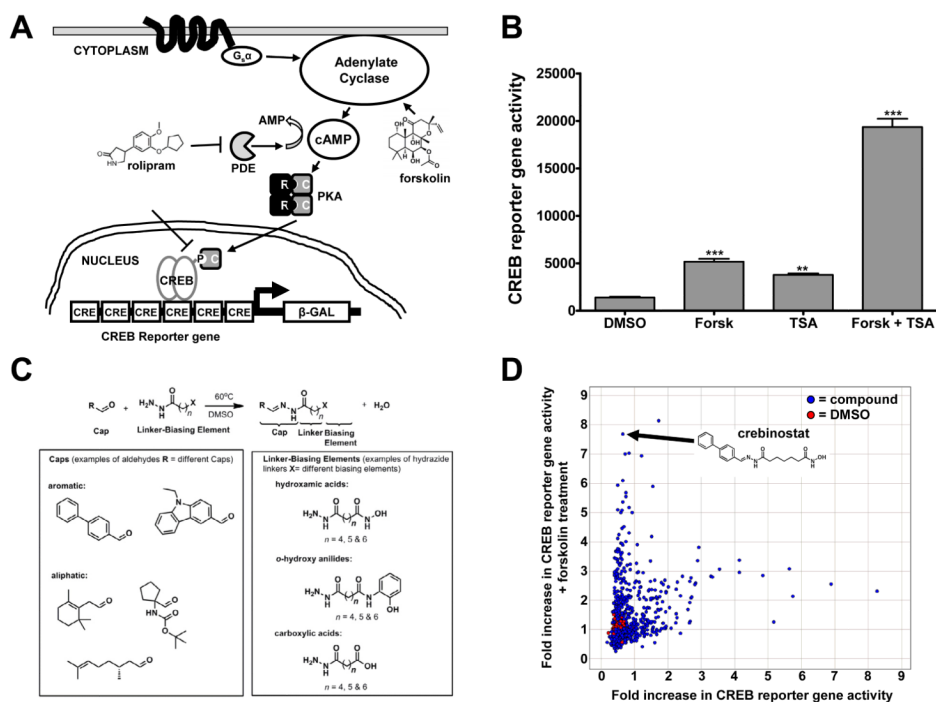 A
CYTOPLASM
Gsα
Adenylate
Cyclase
AMP
cAMP
rolipram
PDE
forskolin
R C
R C
PKA
NUCLEUS
P C
CREB
CRE CRE CRE CRE CRE CRE
β-GAL
CREB Reporter gene
B
CREB reporter gene activity
25000
20000
15000
10000
5000
0
***
**
***
DMSO
Forsk
TSA
Forsk + TSA
C
60ºC
DMSO
+ H2O
Cap
Linker-Biasing Element
Cap
Linker
Biasing
Element
Caps (examples of aldehydes R = different Caps)
aromatic:
aliphatic:
Linker-Biasing Elements (examples of hydrazide
linkers X= different biasing elements)
hydroxamic acids:
n = 4, 5 & 6
o-hydroxy anilides:
n = 4, 5 & 6
carboxylic acids:
n = 4, 5 & 6
D
Fold increase in CREB reporter gene activity
+ forskolin treatment
9
8
7
6
5
4
3
2
1
0
= compound
= DMSO
crebinostat
0 1 2 3 4 5 6 7 8 9
Fold increase in CREB reporter gene activity